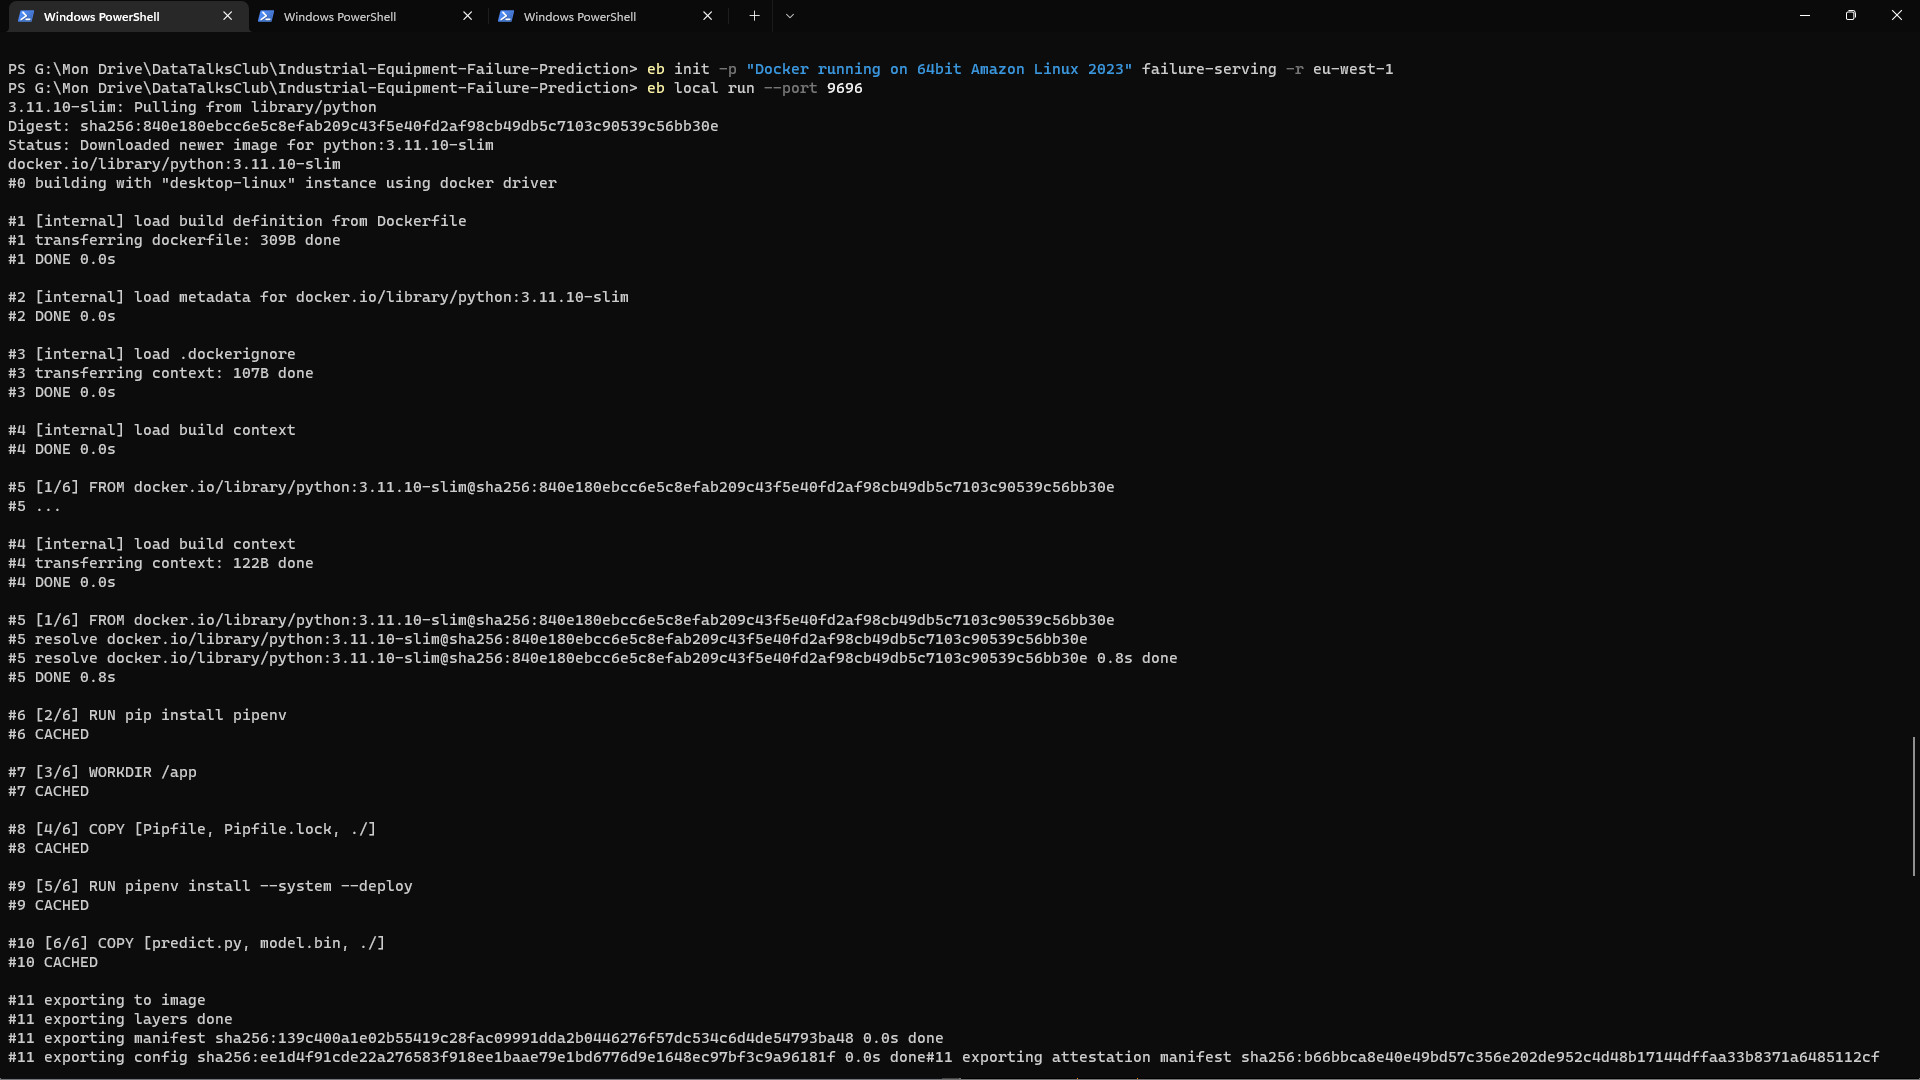 Windows PowerShell
Windows PowerShell
Windows PowerShell
PS G:\Mon Drive\DataTalksClub\Industrial-Equipment-Failure-Prediction> eb init -p "Docker running on 64bit Amazon Linux 2023" failure-serving -r eu-west-1
PS G:\Mon Drive\DataTalksClub\Industrial-Equipment-Failure-Prediction> eb local run --port 9696
3.11.10-slim: Pulling from library/python
Digest: sha256:840e180ebcc6e5c8efab209c43f5e40fd2af98cb49db5c7103c90539c56bb30e
Status: Downloaded newer image for python:3.11.10-slim
docker.io/library/python:3.11.10-slim
#0 building with "desktop-linux" instance using docker driver
#1 [internal] load build definition from Dockerfile
#1 transferring dockerfile: 309B done
#1 DONE 0.0s
#2 [internal] load metadata for docker.io/library/python:3.11.10-slim
#2 DONE 0.0s
#3 [internal] load .dockerignore
#3 transferring context: 107B done
#3 DONE 0.0s
#4 [internal] load build context
#4 DONE 0.0s
#5 [1/6] FROM docker.io/library/python:3.11.10-slim@sha256:840e180ebcc6e5c8efab209c43f5e40fd2af98cb49db5c7103c90539c56bb30e
#5 ...
#4 [internal] load build context
#4 transferring context: 122B done
#4 DONE 0.0s
#5 [1/6] FROM docker.io/library/python:3.11.10-slim@sha256:840e180ebcc6e5c8efab209c43f5e40fd2af98cb49db5c7103c90539c56bb30e
#5 resolve docker.io/library/python:3.11.10-slim@sha256:840e180ebcc6e5c8efab209c43f5e40fd2af98cb49db5c7103c90539c56bb30e
#5 resolve docker.io/library/python:3.11.10-slim@sha256:840e180ebcc6e5c8efab209c43f5e40fd2af98cb49db5c7103c90539c56bb30e 0.8s done
#5 DONE 0.8s
#6 [2/6] RUN pip install pipenv
#6 CACHED
#7 [3/6] WORKDIR /app
#7 CACHED
#8 [4/6] COPY [Pipfile, Pipfile.lock, ./]
#8 CACHED
#9 [5/6] RUN pipenv install --system --deploy
#9 CACHED
#10 [6/6] COPY [predict.py, model.bin, ./]
#10 CACHED
#11 exporting to image
#11 exporting layers done
#11 exporting manifest sha256:139c400a1e02b55419c28fac09991dda2b0446276f57dc534c6d4de54793ba48 0.0s done
#11 exporting config sha256:ee1d4f91cde22a276583f918ee1baae79e1bd6776d9e1648ec97bf3c9a96181f 0.0s done#11 exporting attestation manifest sha256:b66bbca8e40e49bd57c356e202de952c4d48b17144dffaa33b8371a6485112cf